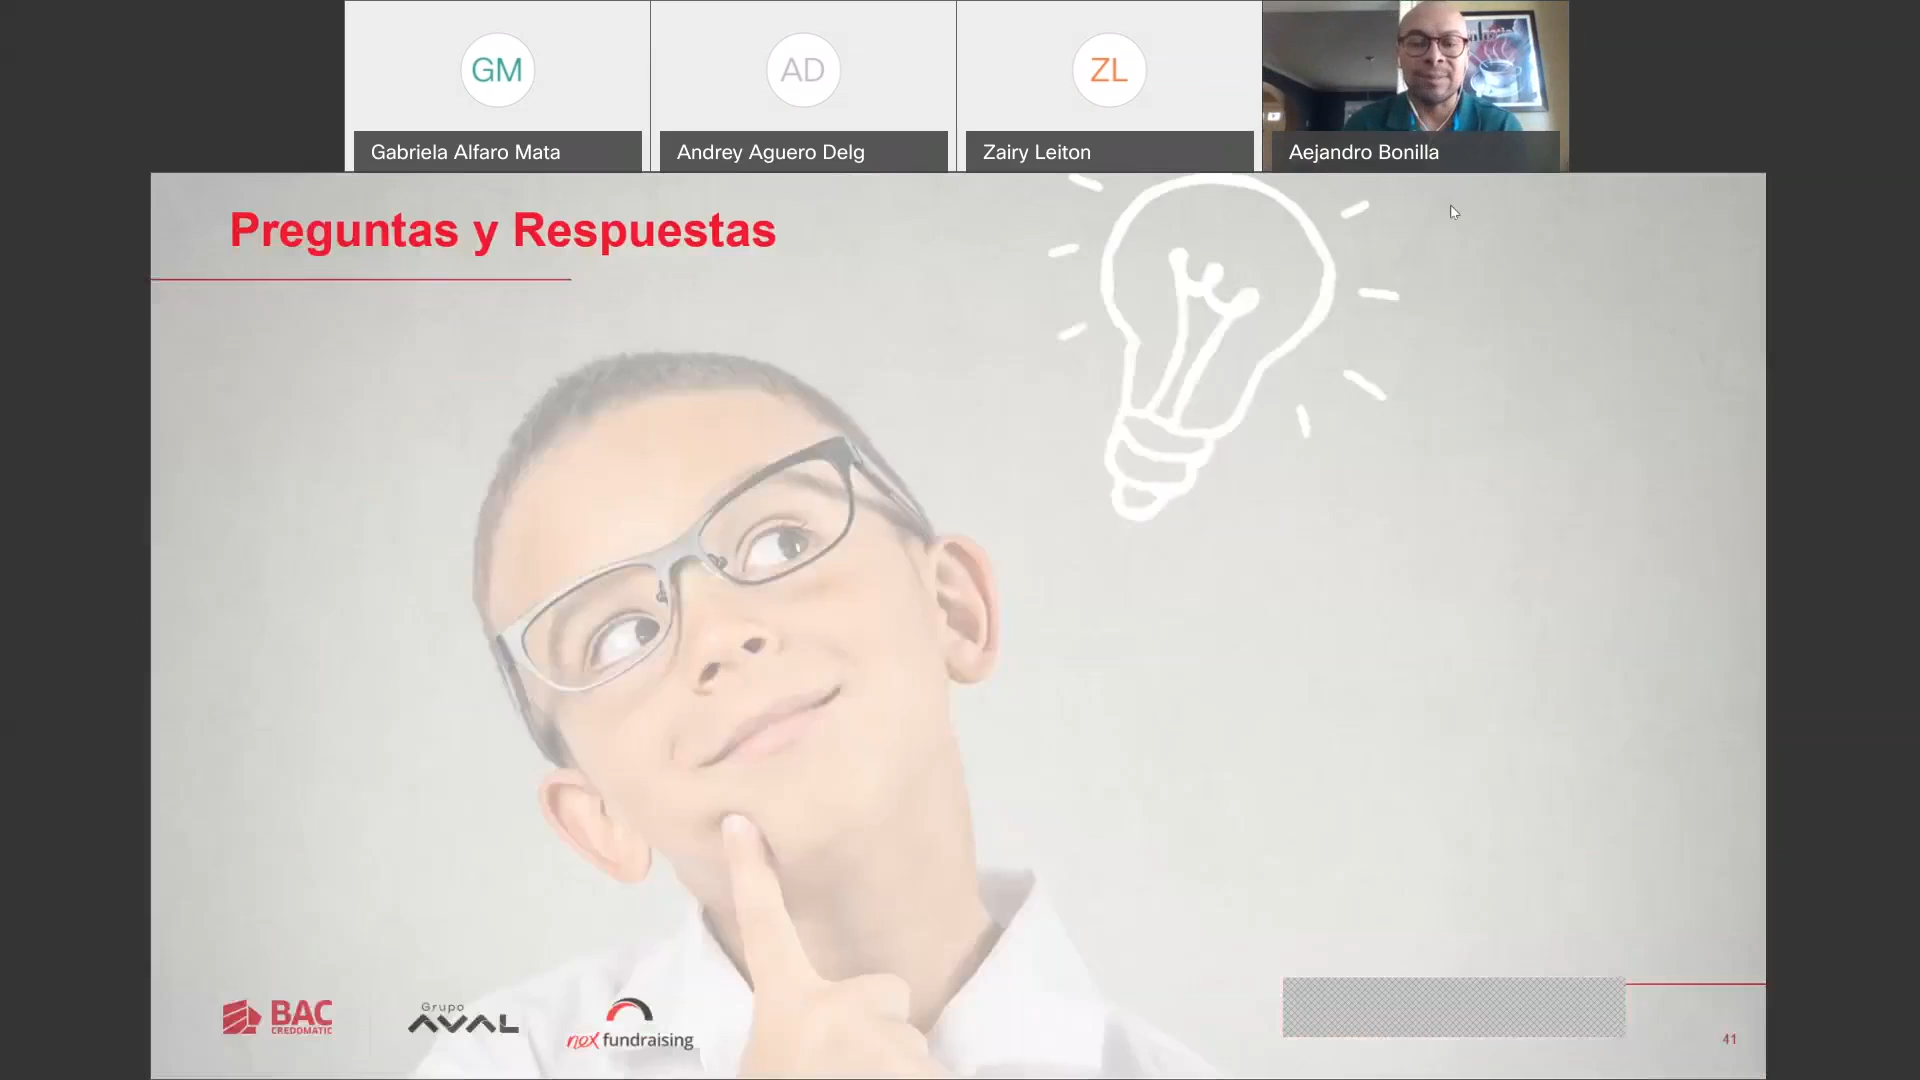 GM
AD
ZL
Gabriela Alfaro Mata
Andrey Aguero Delg
Zairy Leiton
Aejandro Bonilla
Preguntas y Respuestas
BAC
CREDOMATIC
Grupo
AVAL
nex fundraising
41